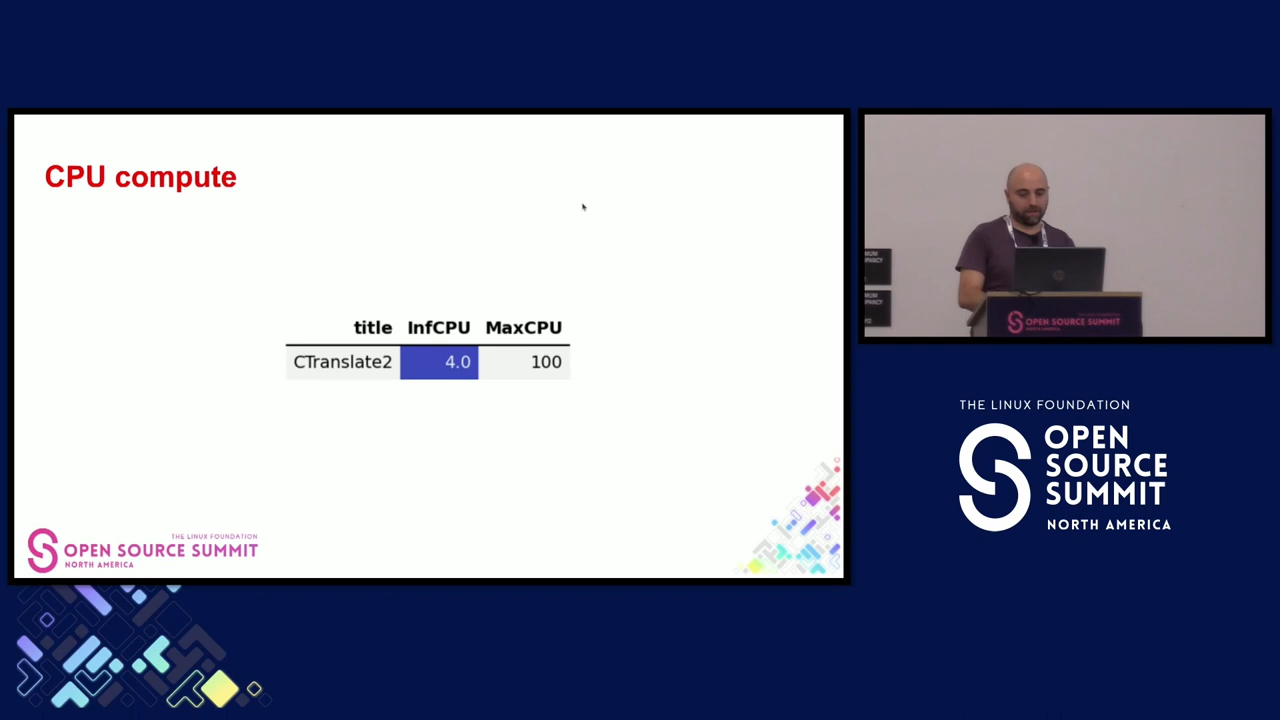 CPU compute
title InfCPU MaxCPU
CTranslate2 4.0 100
THE LINUX FOUNDATION
OPEN SOURCE SUMMIT
NORTH AMERICA
OPEN SOURCE SUMMIT
THE LINUX FOUNDATION
OPEN
SOURCE
SUMMIT
NORTH AMERICA